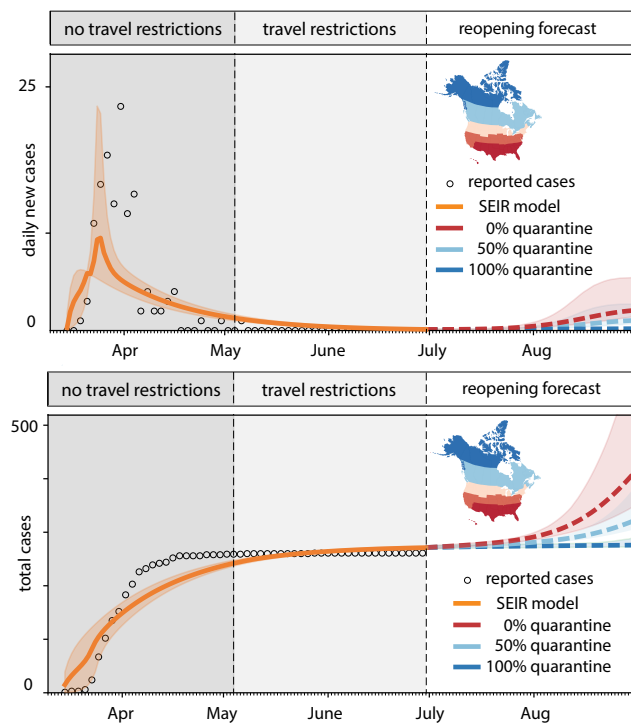 no travel restrictions travel restrictions reopening forecast
25
daily new cases
reported cases
SEIR model
0% quarantine
50% quarantine
100% quarantine
0
Apr May June July Aug
no travel restrictions travel restrictions reopening forecast
500
total cases
reported cases
SEIR model
0% quarantine
50% quarantine
100% quarantine
0
Apr May June July Aug